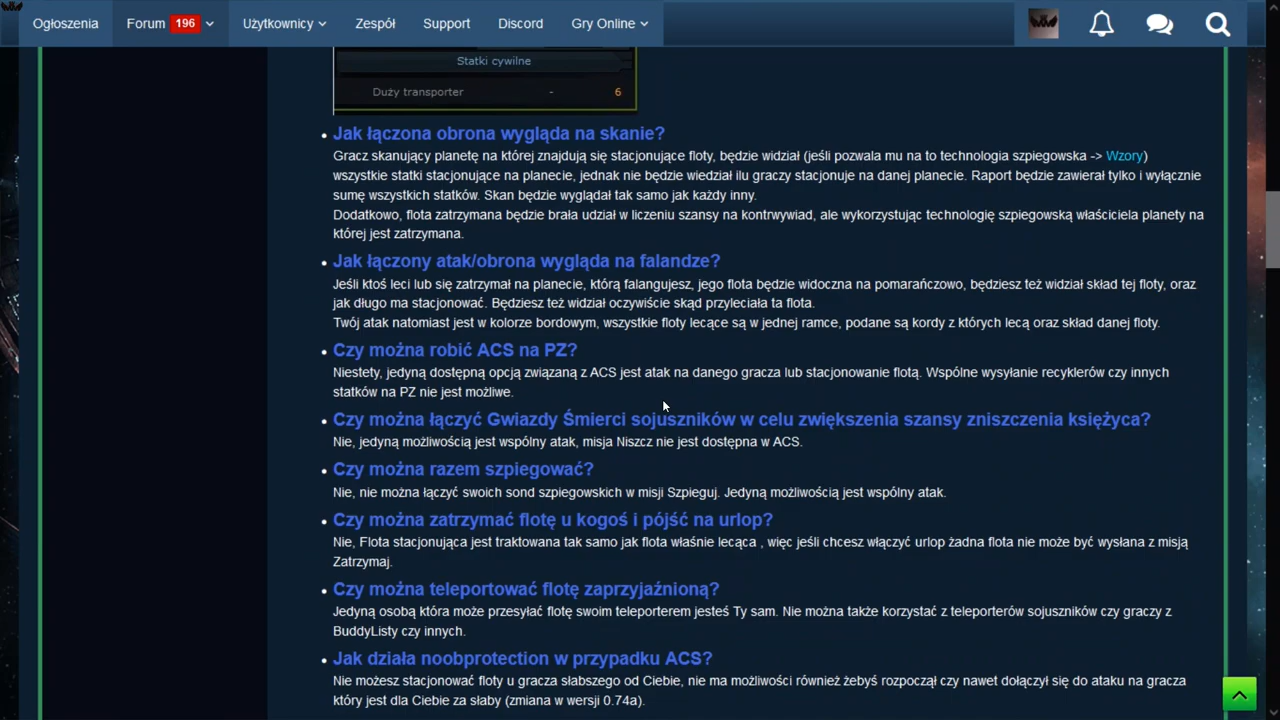 Ogłoszenia Forum 196 Użytkownicy Zespół Support Discord Gry Online
Statki cywilne
Duży transporter - 6
Jak łączona obrona wygląda na skanie?
Gracz skanujący planetę na której znajdują się stacjonujące floty, będzie widział (jeśli pozwala mu na to technologia szpiegowska -> Wzory)
wszystkie statki stacjonujące na planecie, jednak nie będzie wiedział ilu graczy stacjonuje na danej planecie. Raport będzie zawierał tylko i wyłącznie
sumę wszystkich statków. Skan będzie wyglądał tak samo jak każdy inny.
Dodatkowo, flota zatrzymana będzie brała udział w liczeniu szansy na kontrwywiad, ale wykorzystując technologię szpiegowską właściciela planety na
której jest zatrzymana.
Jak łączony atak/obrona wygląda na falandze?
Jeśli ktoś leci lub się zatrzymał na planecie, którą falangujesz, jego flota będzie widoczna na pomarańczowo, będziesz też widział skład tej floty, oraz
jak długo ma stacjonować. Będziesz też widział oczywiście skąd przyleciała ta flota.
Twój atak natomiast jest w kolorze bordowym, wszystkie floty lecące są w jednej ramce, podane są kordy z których lecą oraz skład danej floty.
Czy można robić ACS na PZ?
Niestety, jedyną dostępną opcją związaną z ACS jest atak na danego gracza lub stacjonowanie flotą. Wspólne wysyłanie recyklerów czy innych
statków na PZ nie jest możliwe.
Czy można łączyć Gwiazdy Śmierci sojuszników w celu zwiększenia szansy zniszczenia księżyca?
Nie, jedyną możliwością jest wspólny atak, misja Niszcz nie jest dostępna w ACS.
Czy można razem szpiegować?
Nie, nie można łączyć swoich sond szpiegowskich w misji Szpieguj. Jedyną możliwością jest wspólny atak.
Czy można zatrzymać flotę u kogoś i pójść na urlop?
Nie, Flota stacjonująca jest traktowana tak samo jak flota właśnie lecąca , więc jeśli chcesz włączyć urlop żadna flota nie może być wysłana z misją
Zatrzymaj.
Czy można teleportować flotę zaprzyjaźnioną?
Jedyną osobą która może przesyłać flotę swoim teleporterem jesteś Ty sam. Nie można także korzystać z teleporterów sojuszników czy graczy z
BuddyListy czy innych.
Jak działa noobprotection w przypadku ACS?
Nie możesz stacjonować floty u gracza słabszego od Ciebie, nie ma możliwości również żebyś rozpoczął czy nawet dołączył się do ataku na gracza
który jest dla Ciebie za słaby (zmiana w wersji 0.74a).